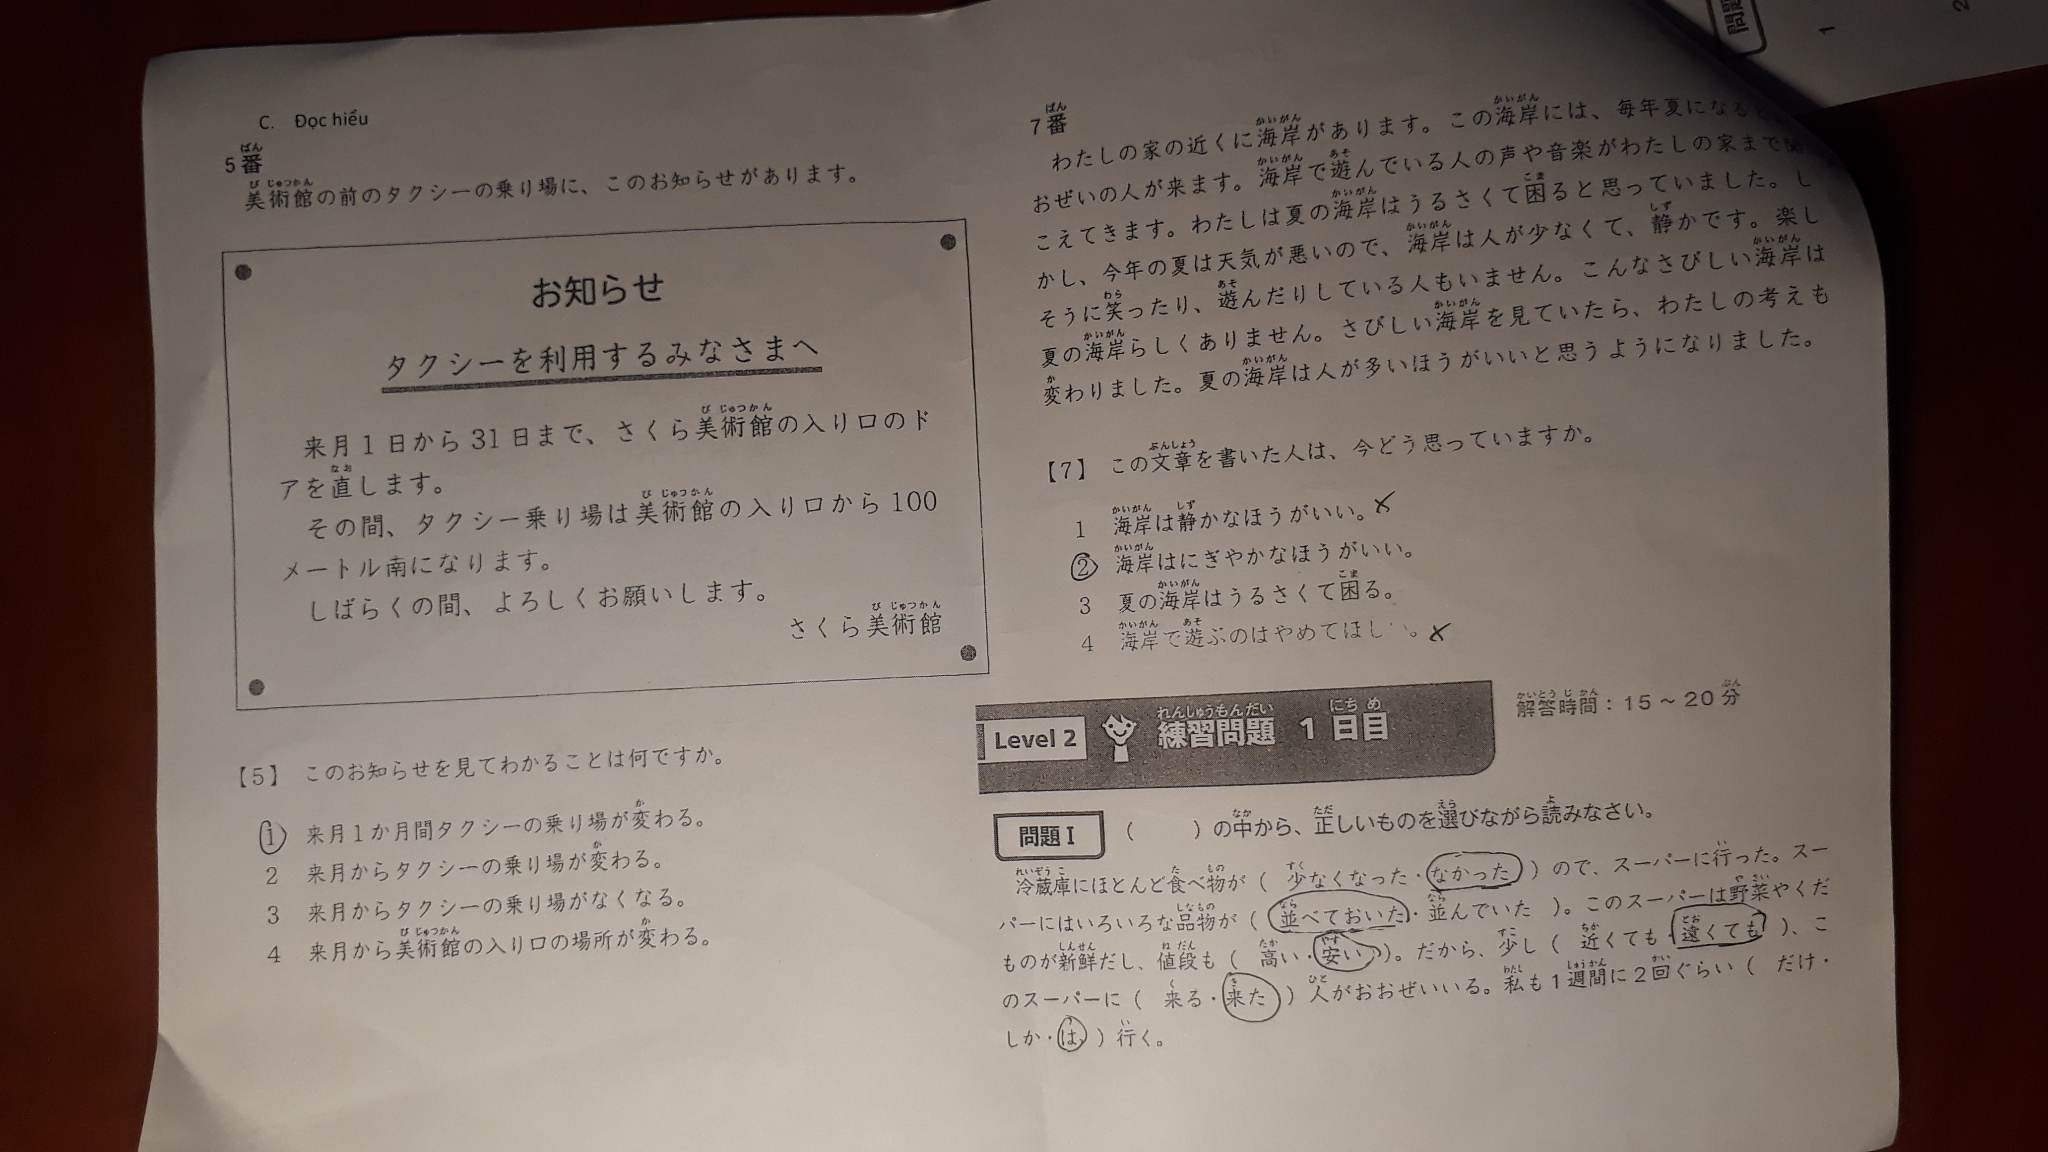 C. Đọc hiểu
5番
美術館の前のタクシーの乗り場に、このお知らせがあります。
お知らせ
タクシーを利用するみなさまへ
来月1日から31日まで、さくら美術館の入り口のド
アを直します。
その間、タクシー乗り場は美術館の入り口から100
メートル南になります。
しばらくの間、よろしくお願いします。
さくら美術館
【5】 このお知らせを見てわかることは何ですか。
1 来月1か月間タクシーの乗り場が変わる。
2 来月からタクシーの乗り場が変わる。
3 来月からタクシーの乗り場がなくなる。
4 来月から美術館の入り口の場所が変わる。
7番
わたしの家の近くに海岸があります。この海岸には、毎年夏になると
おぜいの人が来ます。海岸で遊んでいる人の声や音楽がわたしの家まで
こえてきます。わたしは夏の海岸はうるさくて困ると思っていました。し
かし、今年の夏は天気が悪いので、海岸は人が少なくて、静かです。楽し
そうに笑ったり、遊んだりしている人もいません。こんなさびしい海岸は
夏の海岸らしくありません。さびしい海岸を見ていたら、わたしの考えも
変わりました。夏の海岸は人が多いほうがいいと思うようになりました。
【7】 この文章を書いた人は、今どう思っていますか。
1 海岸は静かなほうがいい。
2 海岸はにぎやかなほうがいい。
3 夏の海岸はうるさくて困る。
4 海岸で遊ぶのはやめてほし
Level 2 練習問題 1日目
解答時間：15～20分
問題Ⅰ （ ）の中から、正しいものを選びながら読みなさい。
冷蔵庫にほとんど食べ物が（ 少なくなった・なかった ）ので、スーパーに行った。スー
パーにはいろいろな品物が（ 並べておいた・並んでいた ）。このスーパーは野菜やくだ
ものが新鮮だし、値段も（ 高い・安い ）。だから、少し（ 近くても・遠くても ）、こ
のスーパーに（ 来る・来た ）人がおおぜいいる。私も1週間に2回ぐらい（ だけ・
しか・は ）行く。
問題
1
2